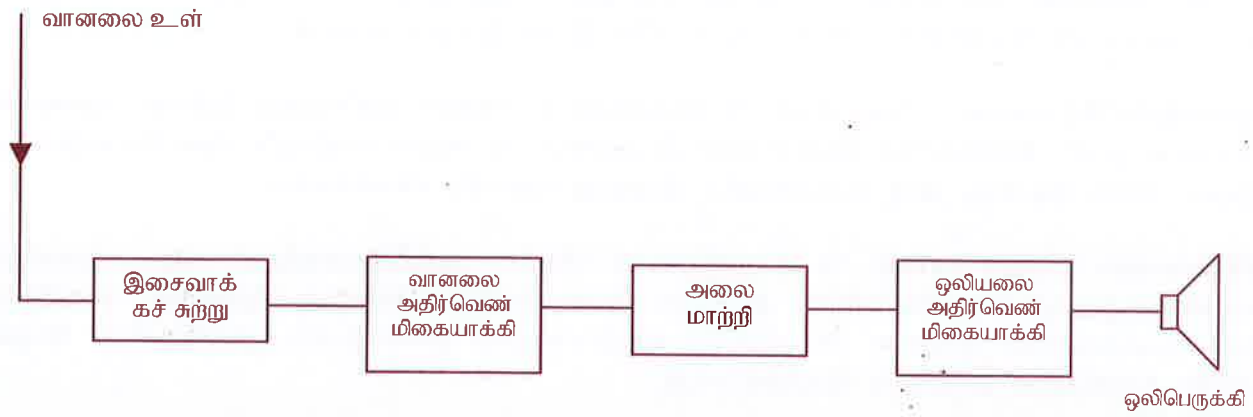 வானலை உள்
இசைவாக்
கச் சுற்று
வானலை
அதிர்வெண்
மிகையாக்கி
அலை
மாற்றி
ஒலியலை
அதிர்வெண்
மிகையாக்கி
ஒலிபெருக்கி